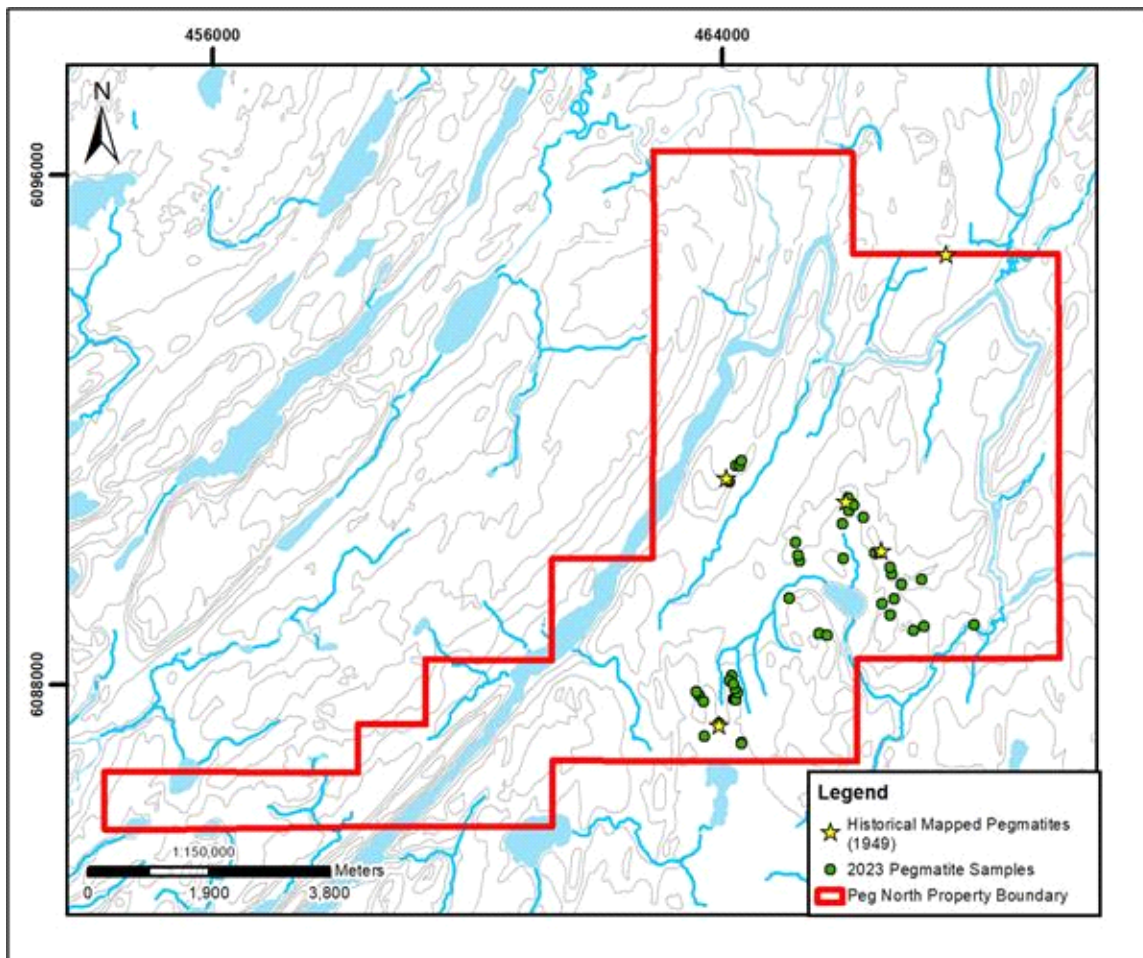 456000
464000
N
6096000
6088000
1:150,000
Meters
0
1,900
3,800
Legend
Historical Mapped Pegmatites
(1949)
2023 Pegmatite Samples
Peg North Property Boundary